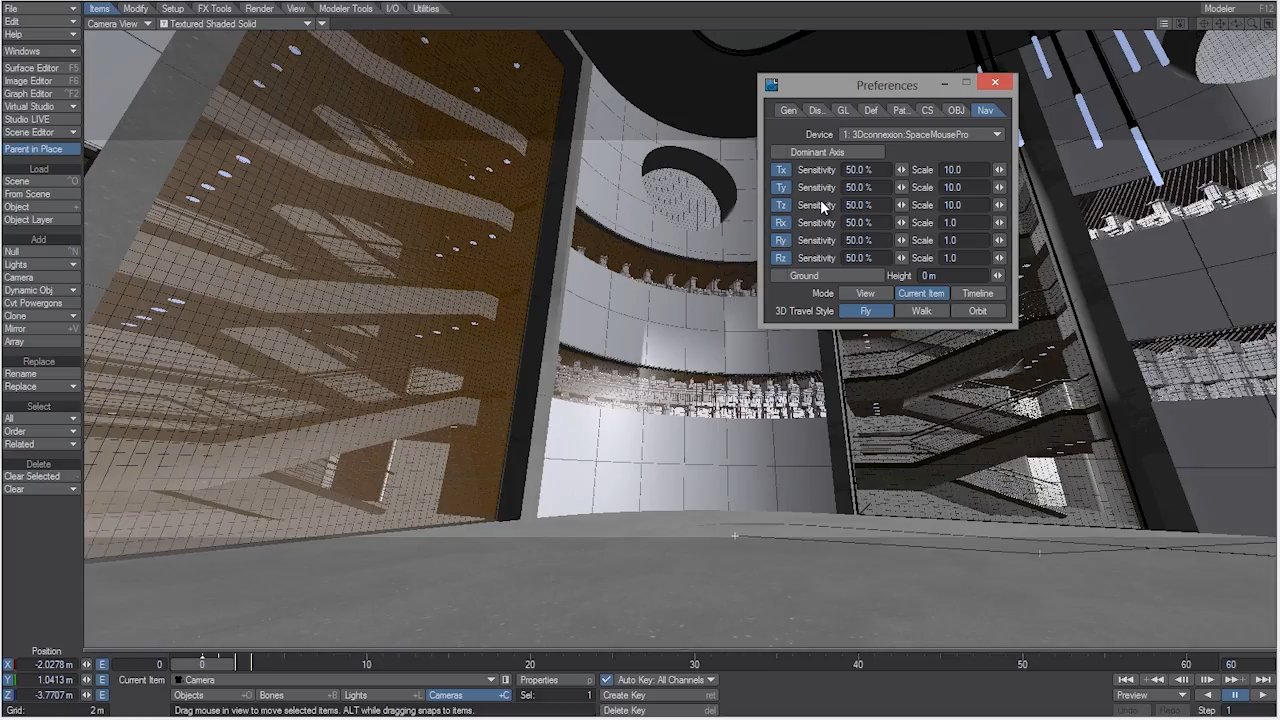 File Items Modify Setup FX Tools Render View Modeler Tools I/O Utilities Modeler F12
Edit Camera View T Textured Shaded Solid
Help
Windows
Surface Editor F5
Image Editor F6
Graph Editor ^F2
Virtual Studio
Studio LIVE
Scene Editor
Parent in Place
Load
Scene ^O
From Scene
Object +
Object Layer
Add
Null ^N
Lights
Camera
Dynamic Obj
Cvt Powergons
Clone
Mirror +V
Array
Replace
Rename
Replace
Select
All
Order
Related
Delete
Clear Selected -
Clear
Preferences
Gen Dis... GL Def Pat... CS OBJ Nav
Device 1: 3Dconnexion:SpaceMousePro
Dominant Axis
Tx Sensitivity 50.0 % Scale 10.0
Ty Sensitivity 50.0 % Scale 10.0
Tz Sensitivity 50.0 % Scale 10.0
Rx Sensitivity 50.0 % Scale 1.0
Ry Sensitivity 50.0 % Scale 1.0
Rz Sensitivity 50.0 % Scale 1.0
Ground Height 0 m
Mode View Current Item Timeline
3D Travel Style Fly Walk Orbit
Position
X -2.0278 m E 0 0 10 20 30 40 50 60 60
Y 1.0413 m E Current Item Camera Properties p Auto Key: All Channels
Z -3.7707 m E Objects +O Bones +B Lights +L Cameras +C Sel: 1 Create Key ret Preview
Grid: 2 m Drag mouse in view to move selected items. ALT while dragging snaps to items. Delete Key del Undo Redo Step 1